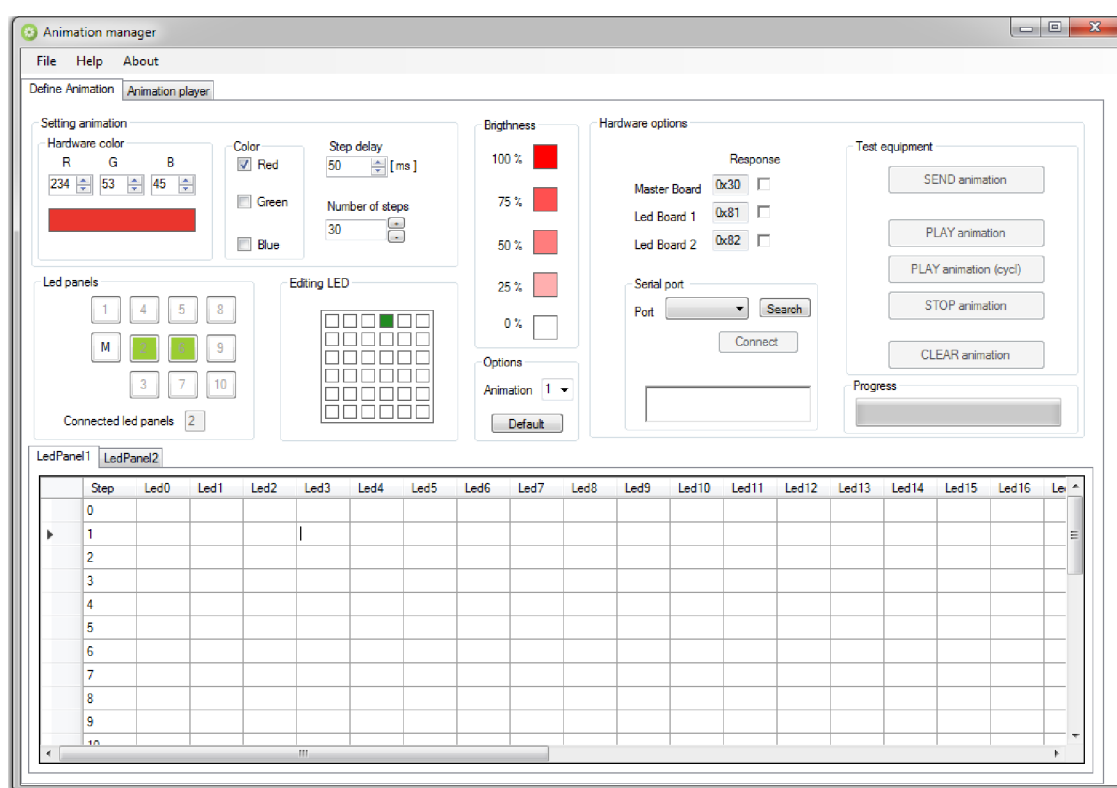 Animation manager
File Help About
Define Animation Animation player
Setting animation
Hardware color
R G B
234 53 45
Color
Red
Green
Blue
Step delay
50 [ ms ]
Number of steps
30
Brigthness
100 %
75 %
50 %
25 %
0 %
Hardware options
Response
Master Board 0x30
Led Board 1 0x81
Led Board 2 0x82
Serial port
Port Search
Connect
Test equipment
SEND animation
PLAY animation
PLAY animation (cycl)
STOP animation
CLEAR animation
Progress
Led panels
1 4 5 8
M 2 6 9
3 7 10
Connected led panels 2
Editing LED
Options
Animation 1
Default
LedPanel1 LedPanel2
Step Led0 Led1 Led2 Led3 Led4 Led5 Led6 Led7 Led8 Led9 Led10 Led11 Led12 Led13 Led14 Led15 Led16
0
1
2
3
4
5
6
7
8
9
10